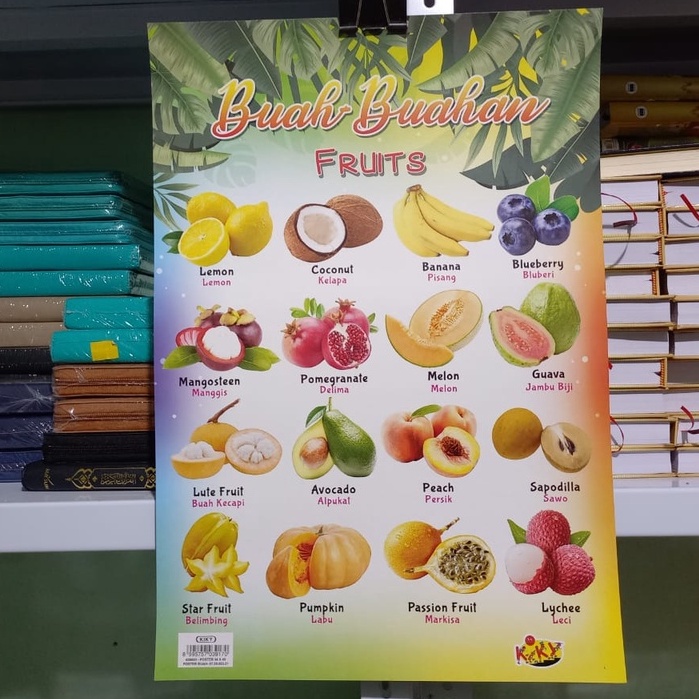 Buah-Buahan
FRUITS
Lemon
Lemon
Coconut
Kelapa
Banana
Pisang
Blueberry
Bluberi
Mangosteen
Manggis
Pomegranate
Delima
Melon
Melon
Guava
Jambu Biji
Lute Fruit
Buah Kecapi
Avocado
Alpukat
Peach
Persik
Sapodilla
Sawo
Star Fruit
Belimbing
Pumpkin
Labu
Passion Fruit
Markisa
Lychee
Leci
KIKY
KIKY